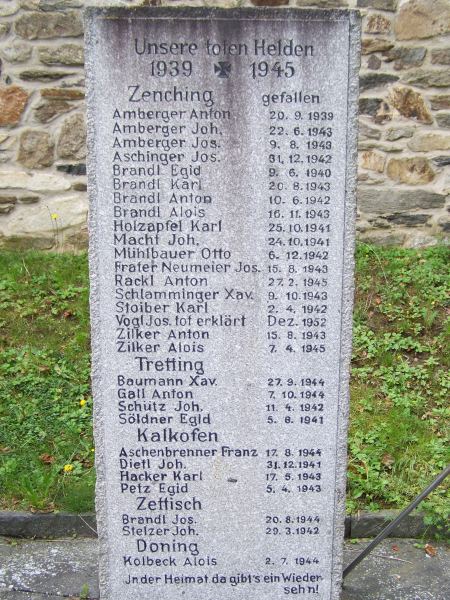 Unsere toten Helden
1939 ✠ 1945
Zenching gefallen
Amberger Anton 20. 9. 1939
Amberger Joh. 22. 6. 1943
Amberger Jos. 9. 8. 1943
Aschinger Jos. 31. 12. 1942
Brandl Egid 9. 6. 1940
Brandl Karl 20. 8. 1943
Brandl Anton 10. 6. 1942
Brandl Alois 16. 11. 1943
Holzapfel Karl 25. 10. 1941
Macht Joh. 24. 10. 1941
Mühlbauer Otto 6. 12. 1942
Frater Neumeier Jos. 15. 8. 1943
Rackl Anton 27. 2. 1945
Schlamminger Xav. 9. 10. 1943
Stoiber Karl 2. 4. 1942
Vogl Jos. tot erklärt Dez. 1952
Zilker Anton 15. 8. 1943
Zilker Alois 7. 4. 1945
Tretting
Baumann Xav. 27. 9. 1944
Gall Anton 7. 10. 1944
Schütz Joh. 11. 4. 1942
Söldner Egid 5. 8. 1941
Kalkofen
Aschenbrenner Franz 17. 8. 1944
Dietl Joh. 31. 12. 1941
Hacker Karl 17. 5. 1943
Petz Egid 5. 4. 1943
Zettisch
Brandl Jos. 20. 8. 1944
Stelzer Joh. 29. 3. 1942
Döning
Kolbeck Alois 2. 7. 1944
Jn der Heimat da gibt's ein Wieder
seh'n!